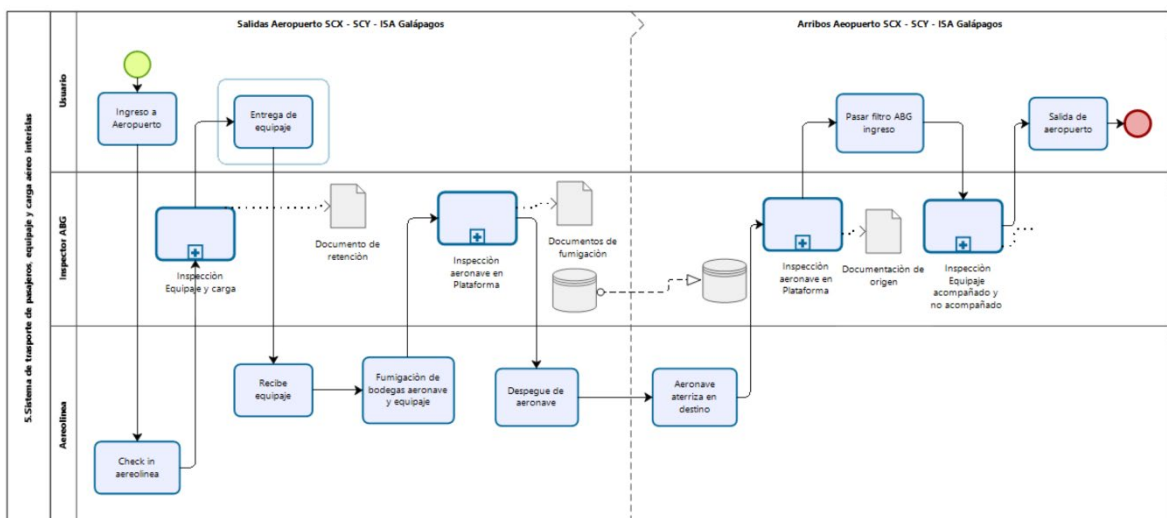 5.Sistema de trasporte de pasajeros, equipaje y carga aéreo interislas
Salidas Aeropuerto SCX - SCY - ISA Galápagos
Arribos Aeopuerto SCX - SCY - ISA Galápagos
Usuario
Ingreso a
Aeropuerto
Entrega de
equipaje
Pasar filtro ABG
ingreso
Salida de
aeropuerto
Inspector ABG
Inspección
Equipaje y carga
Documento de
retención
Inspección
aeronave en
Plataforma
Documentos de
fumigación
Inspección
aeronave en
Plataforma
Documentación de
origen
Inspección
Equipaje
acompañado y
no acompañado
Aereolinea
Check in
aereolinea
Recibe
equipaje
Fumigación de
bodegas aeronave
y equipaje
Despegue de
aeronave
Aeronave
aterriza en
destino